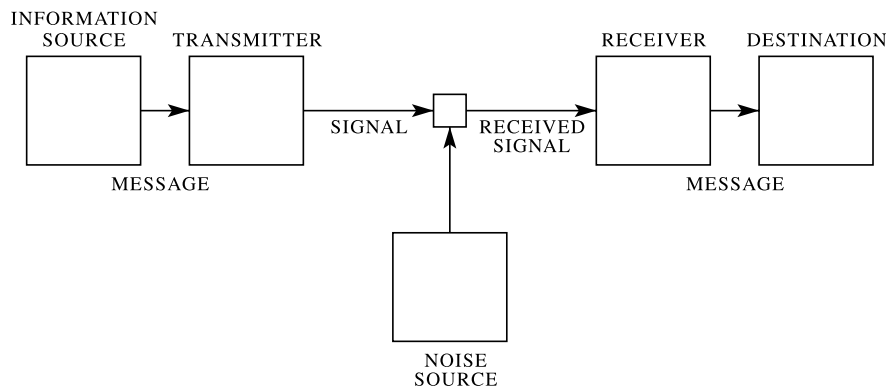 INFORMATION
SOURCE
TRANSMITTER
RECEIVER
DESTINATION
SIGNAL
RECEIVED
SIGNAL
MESSAGE
MESSAGE
NOISE
SOURCE